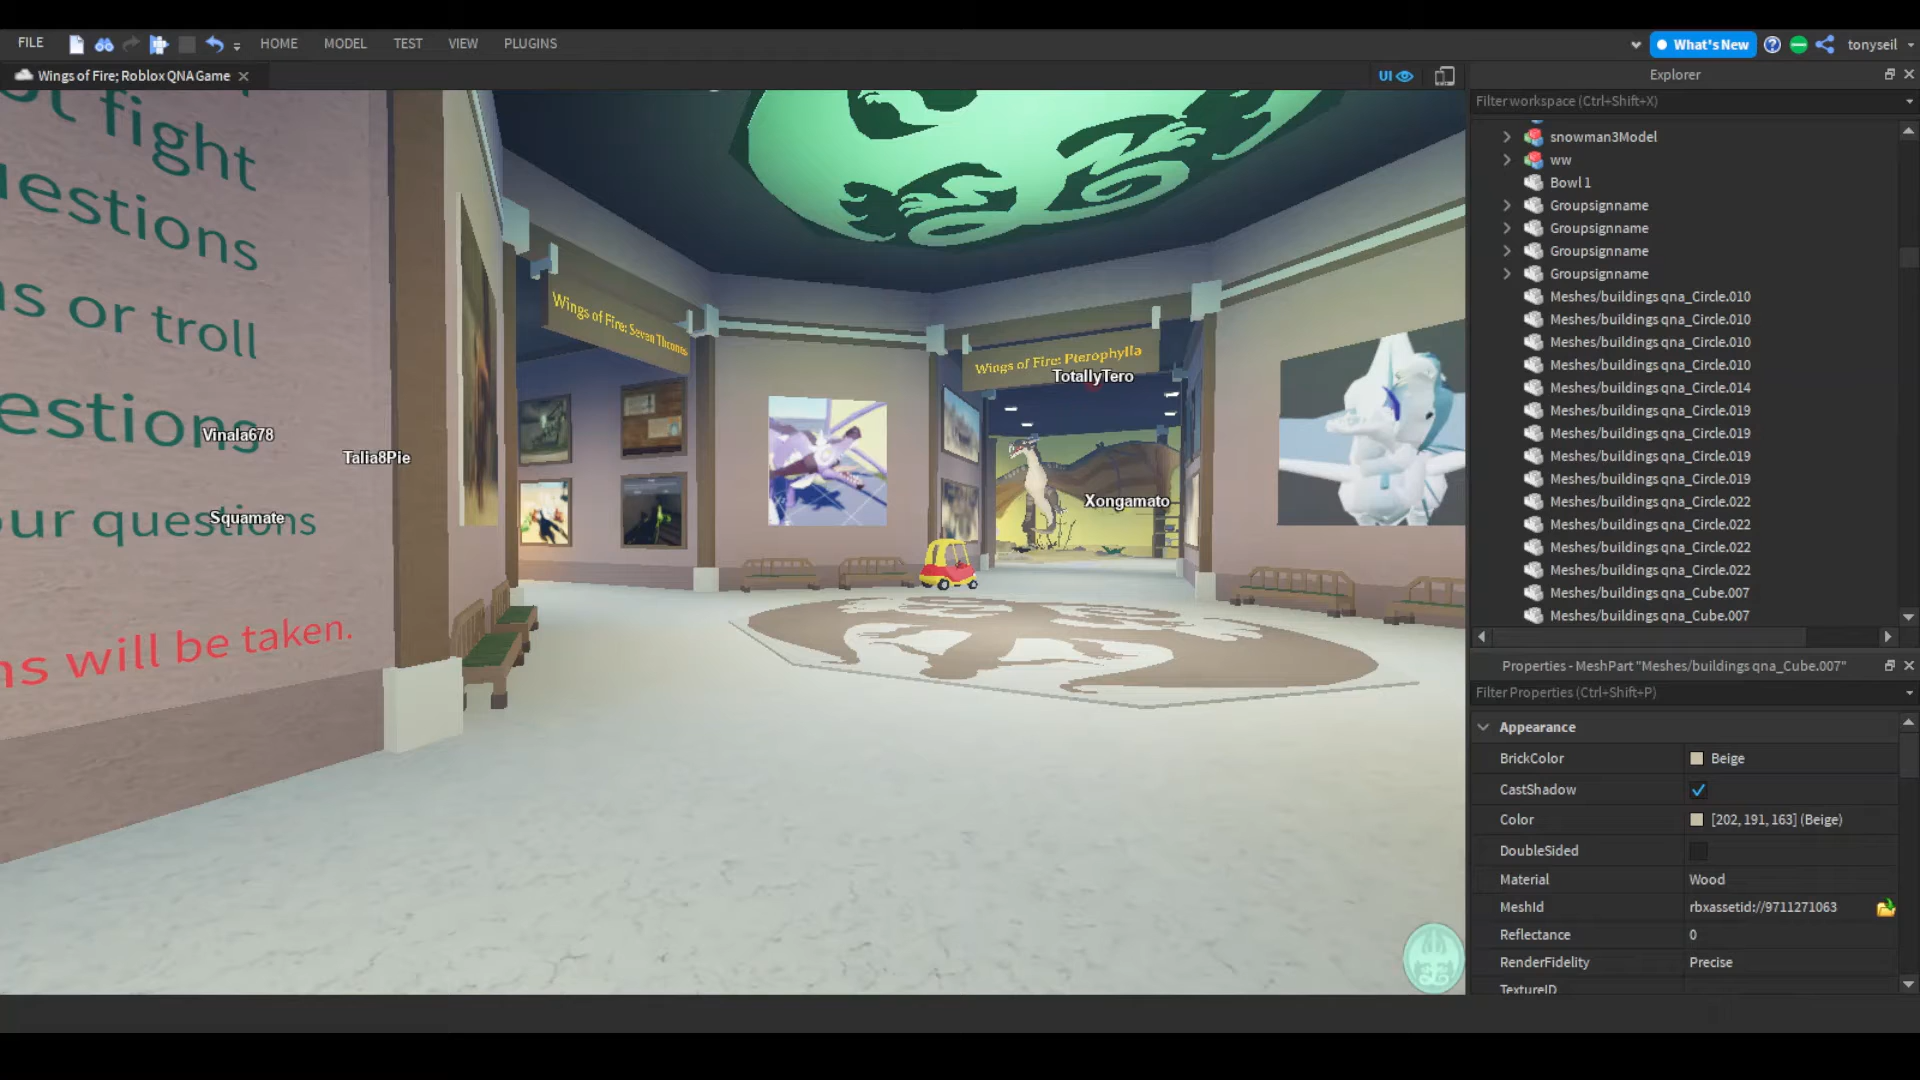 FILE
HOME
MODEL
TEST
VIEW
PLUGINS
What's New
tonyseil
Wings of Fire; Roblox QNA Game
UI
fight
uestions
ns or troll
estions
our questions
ns will be taken.
Vinala678
Talia8Pie
Squamate
Wings of Fire: Seven Thrones
Wings of Fire: Pterophylla
TotallyTero
Xongamato
Explorer
Filter workspace (Ctrl+Shift+X)
snowman3Model
ww
Bowl 1
Groupsignname
Groupsignname
Groupsignname
Groupsignname
Meshes/buildings qna_Circle.010
Meshes/buildings qna_Circle.010
Meshes/buildings qna_Circle.010
Meshes/buildings qna_Circle.010
Meshes/buildings qna_Circle.014
Meshes/buildings qna_Circle.019
Meshes/buildings qna_Circle.019
Meshes/buildings qna_Circle.019
Meshes/buildings qna_Circle.019
Meshes/buildings qna_Circle.022
Meshes/buildings qna_Circle.022
Meshes/buildings qna_Circle.022
Meshes/buildings qna_Circle.022
Meshes/buildings qna_Cube.007
Meshes/buildings qna_Cube.007
Properties - MeshPart "Meshes/buildings qna_Cube.007"
Filter Properties (Ctrl+Shift+P)
Appearance
BrickColor Beige
CastShadow
Color [202, 191, 163] (Beige)
DoubleSided
Material Wood
MeshId rbxassetid://9711271063
Reflectance 0
RenderFidelity Precise
TextureID